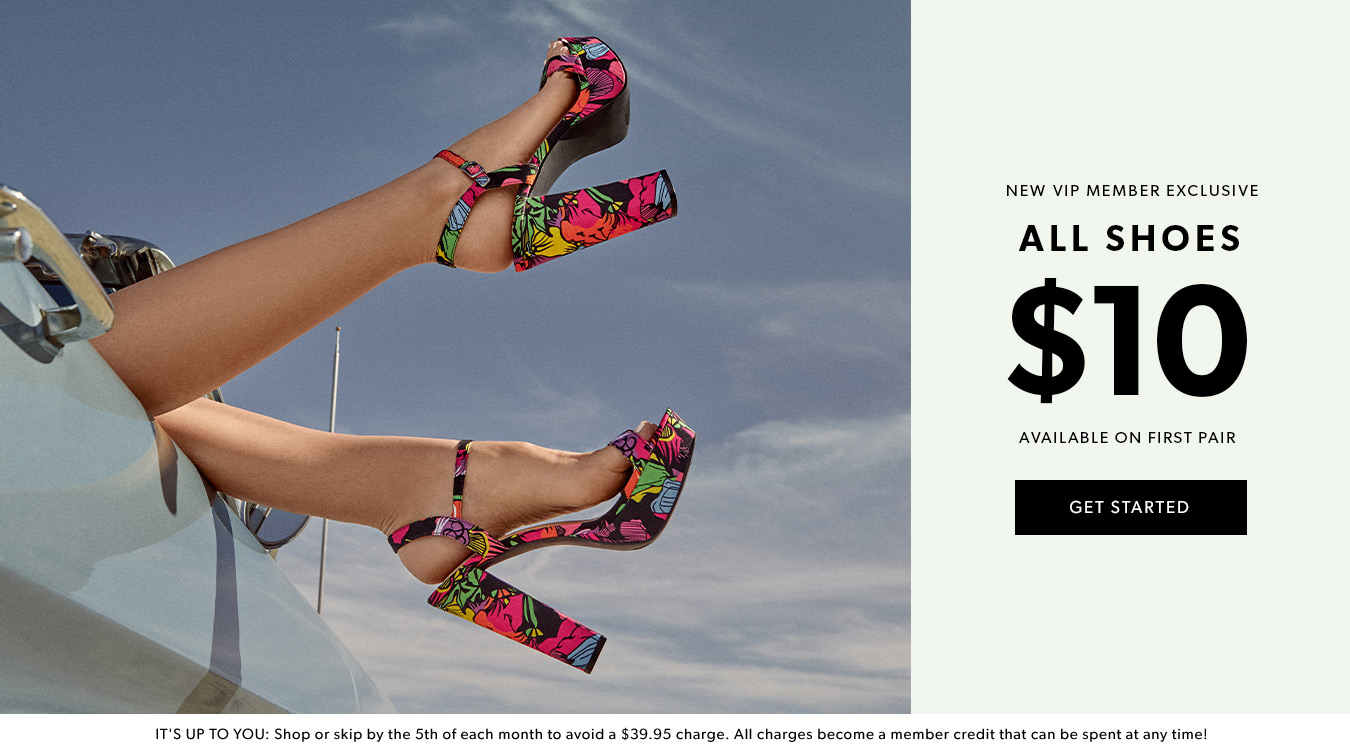 NEW VIP MEMBER EXCLUSIVE
ALL SHOES
$10
AVAILABLE ON FIRST PAIR
GET STARTED
IT'S UP TO YOU: Shop or skip by the 5th of each month to avoid a $39.95 charge. All charges become a member credit that can be spent at any time!